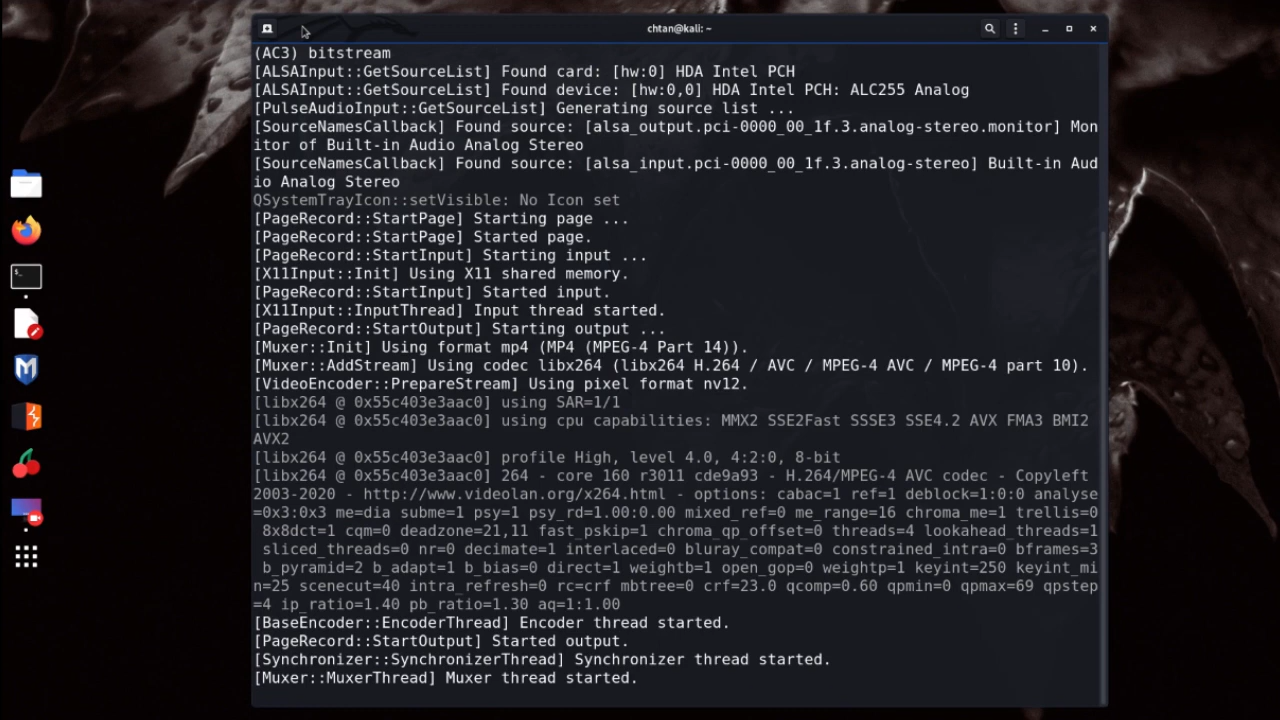 chtan@kali: ~
(AC3) bitstream
[ALSAInput::GetSourceList] Found card: [hw:0] HDA Intel PCH
[ALSAInput::GetSourceList] Found device: [hw:0,0] HDA Intel PCH: ALC255 Analog
[PulseAudioInput::GetSourceList] Generating source list ...
[SourceNamesCallback] Found source: [alsa_output.pci-0000_00_1f.3.analog-stereo.monitor] Mon
itor of Built-in Audio Analog Stereo
[SourceNamesCallback] Found source: [alsa_input.pci-0000_00_1f.3.analog-stereo] Built-in Aud
io Analog Stereo
QSystemTrayIcon::setVisible: No Icon set
[PageRecord::StartPage] Starting page ...
[PageRecord::StartPage] Started page.
[PageRecord::StartInput] Starting input ...
[X11Input::Init] Using X11 shared memory.
[PageRecord::StartInput] Started input.
[X11Input::InputThread] Input thread started.
[PageRecord::StartOutput] Starting output ...
[Muxer::Init] Using format mp4 (MP4 (MPEG-4 Part 14)).
[Muxer::AddStream] Using codec libx264 (libx264 H.264 / AVC / MPEG-4 AVC / MPEG-4 part 10).
[VideoEncoder::PrepareStream] Using pixel format nv12.
[libx264 @ 0x55c403e3aac0] using SAR=1/1
[libx264 @ 0x55c403e3aac0] using cpu capabilities: MMX2 SSE2Fast SSSE3 SSE4.2 AVX FMA3 BMI2
AVX2
[libx264 @ 0x55c403e3aac0] profile High, level 4.0, 4:2:0, 8-bit
[libx264 @ 0x55c403e3aac0] 264 - core 160 r3011 cde9a93 - H.264/MPEG-4 AVC codec - Copyleft
2003-2020 - http://www.videolan.org/x264.html - options: cabac=1 ref=1 deblock=1:0:0 analyse
=0x3:0x3 me=dia subme=1 psy=1 psy_rd=1.00:0.00 mixed_ref=0 me_range=16 chroma_me=1 trellis=0
8x8dct=1 cqm=0 deadzone=21,11 fast_pskip=1 chroma_qp_offset=0 threads=4 lookahead_threads=1
sliced_threads=0 nr=0 decimate=1 interlaced=0 bluray_compat=0 constrained_intra=0 bframes=3
b_pyramid=2 b_adapt=1 b_bias=0 direct=1 weightb=1 open_gop=0 weightp=1 keyint=250 keyint_mi
n=25 scenecut=40 intra_refresh=0 rc=crf mbtree=0 crf=23.0 qcomp=0.60 qpmin=0 qpmax=69 qpstep
=4 ip_ratio=1.40 pb_ratio=1.30 aq=1:1.00
[BaseEncoder::EncoderThread] Encoder thread started.
[PageRecord::StartOutput] Started output.
[Synchronizer::SynchronizerThread] Synchronizer thread started.
[Muxer::MuxerThread] Muxer thread started.